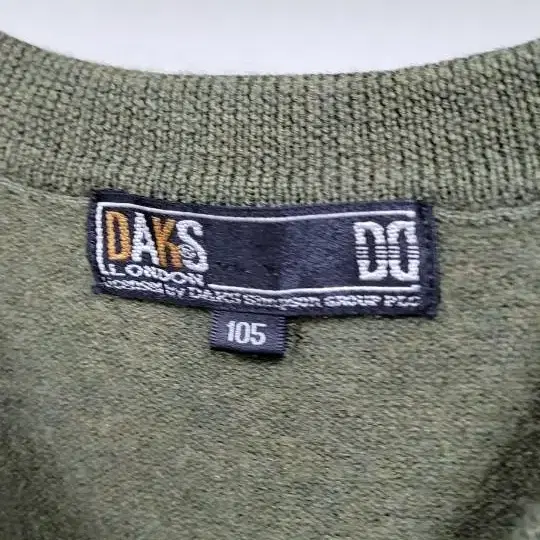 DAKS
LONDON
LICENSED BY DAKS SIMPSON GROUP PLC
DD
105